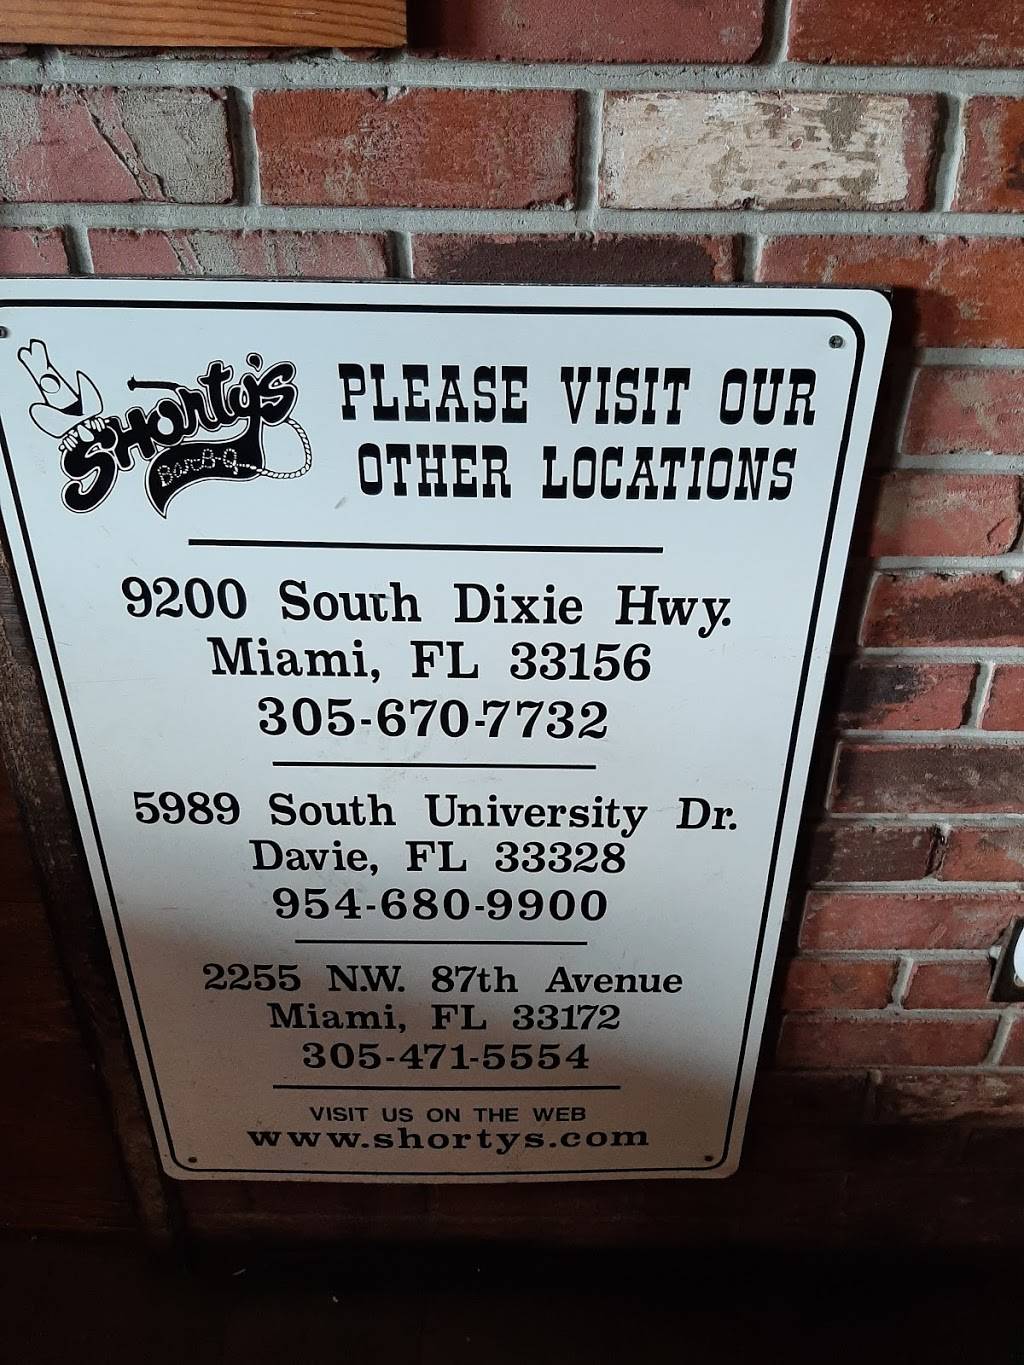 Shorty's
Bar-B-Q
PLEASE VISIT OUR
OTHER LOCATIONS
9200 South Dixie Hwy.
Miami, FL 33156
305-670-7732
5989 South University Dr.
Davie, FL 33328
954-680-9900
2255 N.W. 87th Avenue
Miami, FL 33172
305-471-5554
VISIT US ON THE WEB
www.shortys.com